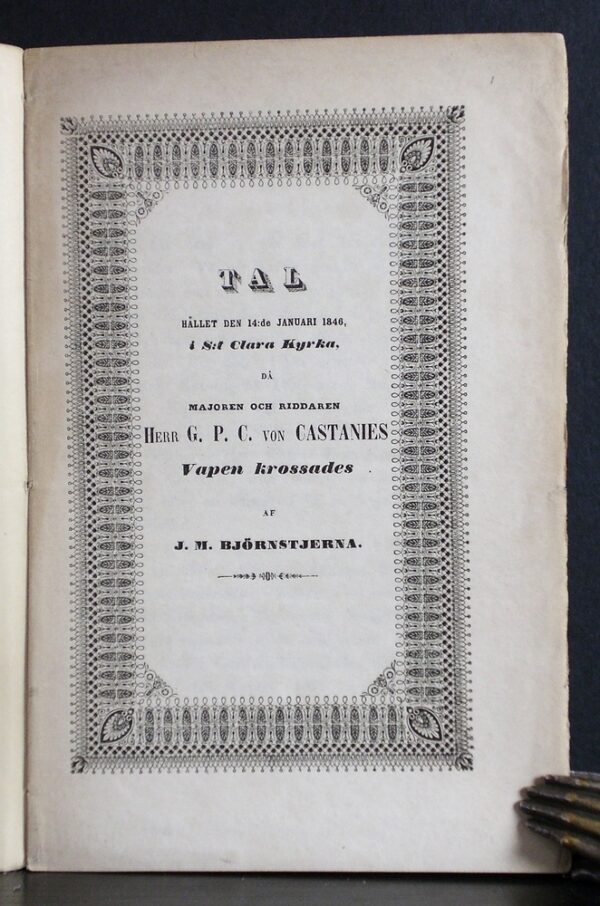 TAL
HÅLLET DEN 14:de JANUARI 1846,
i S:t Clara Kyrka,
DÅ
MAJOREN OCH RIDDAREN
HERR G. P. C. VON CASTANIES
Vapen krossades
AF
J. M. BJÖRNSTJERNA.